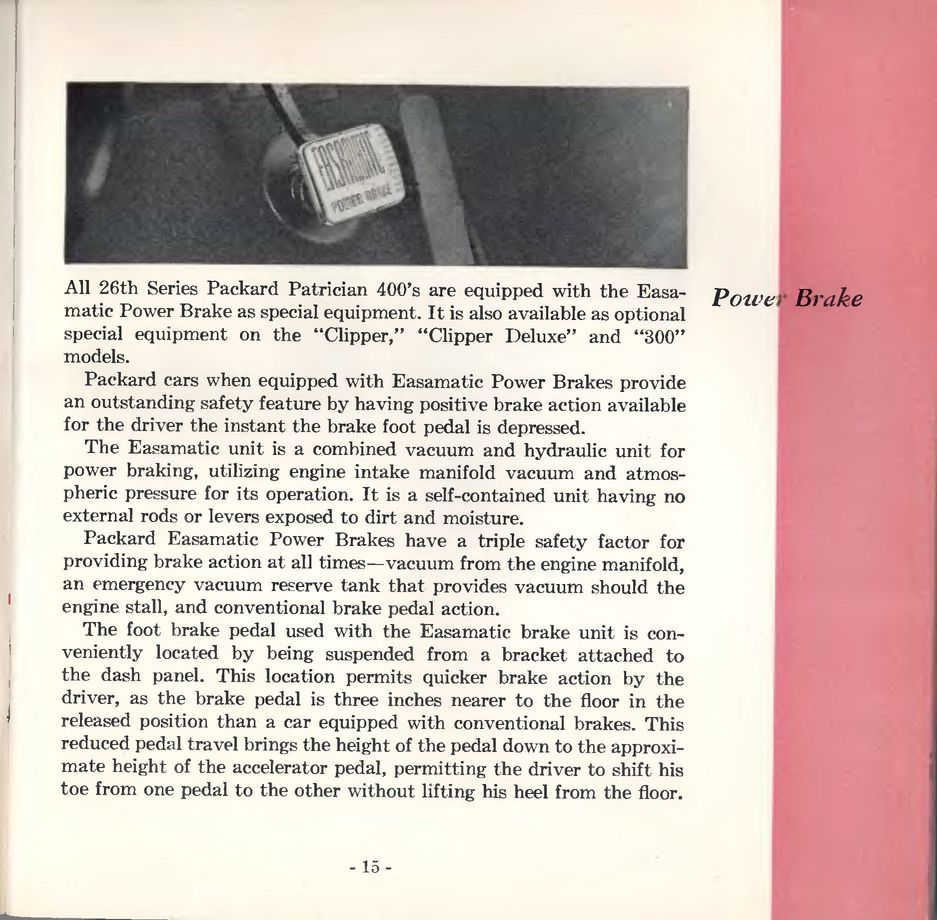 EASAMATIC
POWER BRAKE
All 26th Series Packard Patrician 400's are equipped with the Easa-
matic Power Brake as special equipment. It is also available as optional
special equipment on the “Clipper,” “Clipper Deluxe” and “300”
models.
Packard cars when equipped with Easamatic Power Brakes provide
an outstanding safety feature by having positive brake action available
for the driver the instant the brake foot pedal is depressed.
The Easamatic unit is a combined vacuum and hydraulic unit for
power braking, utilizing engine intake manifold vacuum and atmos-
pheric pressure for its operation. It is a self-contained unit having no
external rods or levers exposed to dirt and moisture.
Packard Easamatic Power Brakes have a triple safety factor for
providing brake action at all times—vacuum from the engine manifold,
an emergency vacuum reserve tank that provides vacuum should the
engine stall, and conventional brake pedal action.
The foot brake pedal used with the Easamatic brake unit is con-
veniently located by being suspended from a bracket attached to
the dash panel. This location permits quicker brake action by the
driver, as the brake pedal is three inches nearer to the floor in the
released position than a car equipped with conventional brakes. This
reduced pedal travel brings the height of the pedal down to the approxi-
mate height of the accelerator pedal, permitting the driver to shift his
toe from one pedal to the other without lifting his heel from the floor.
Power Brake
- 15 -